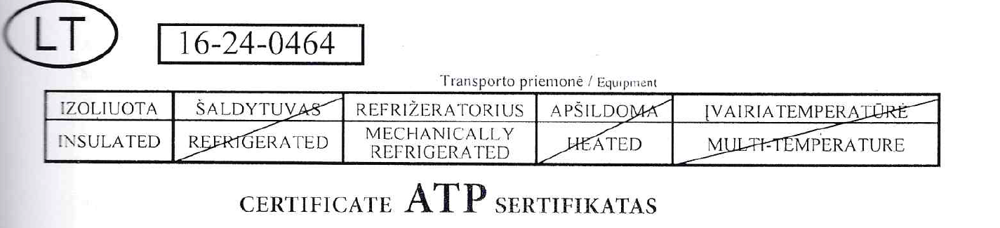 LT
16-24-0464
Transporto priemonė / Equipment
IZOLIUOTA ŠALDYTUVAS REFRIŽERATORIUS APŠILDOMA ĮVAIRIATEMPERATŪRĖ
INSULATED REFRIGERATED MECHANICALLY REFRIGERATED HEATED MULTI-TEMPERATURE
CERTIFICATE ATP SERTIFIKATAS